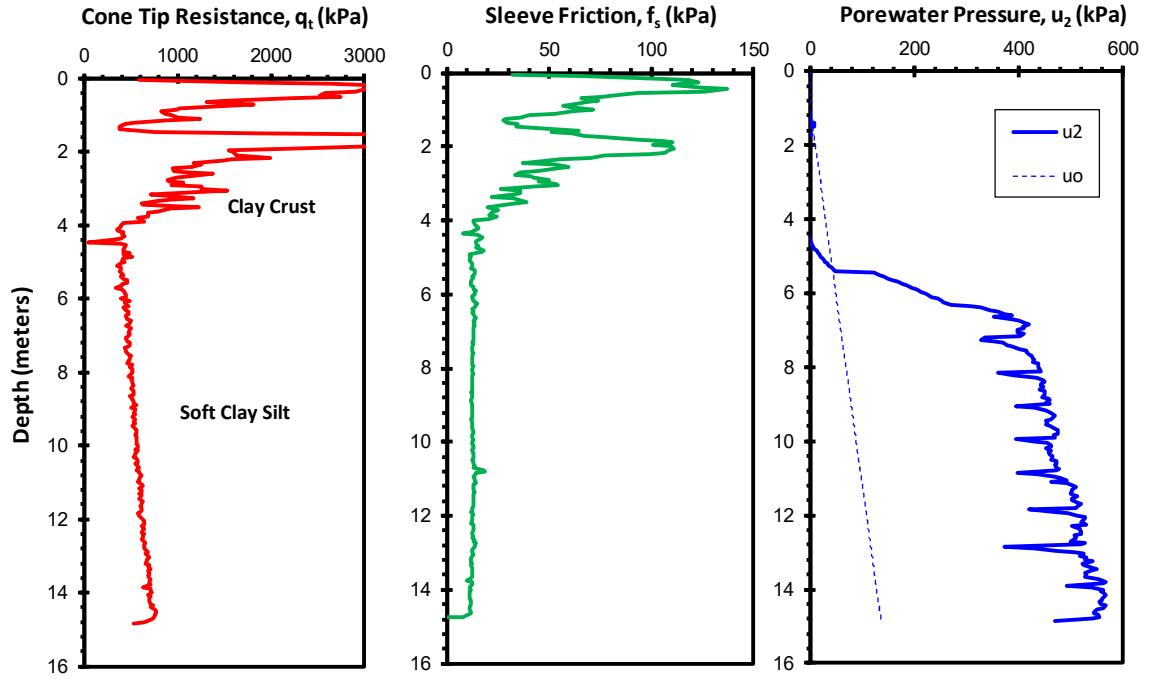 Cone Tip Resistance, qt (kPa)
0 1000 2000 3000
0
2
4
6
8
10
12
14
16
Depth (meters)
Clay Crust
Soft Clay Silt
Sleeve Friction, fs (kPa)
0 50 100 150
0
2
4
6
8
10
12
14
16
Porewater Pressure, u2 (kPa)
0 200 400 600
0
2
4
6
8
10
12
14
16
u2
uo